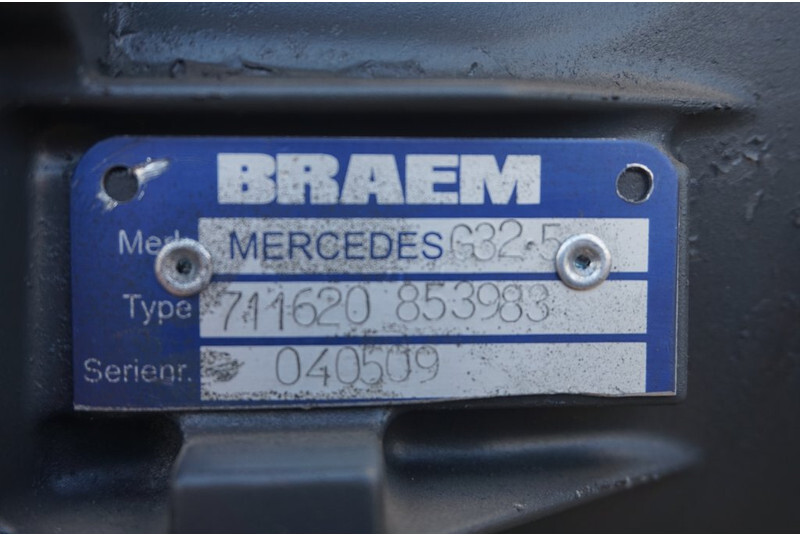 BRAEM
Merk MERCEDES G32-5
Type 711620 853983
Serienr. 040509